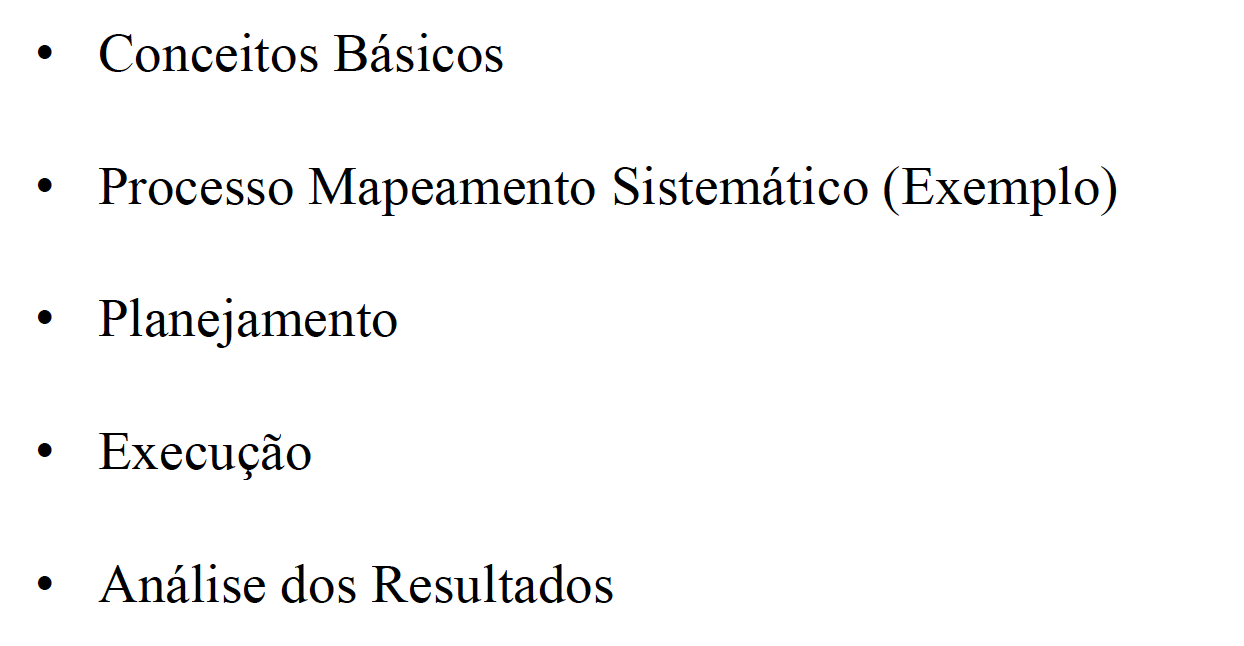 • Conceitos Básicos
• Processo Mapeamento Sistemático (Exemplo)
• Planejamento
• Execução
• Análise dos Resultados